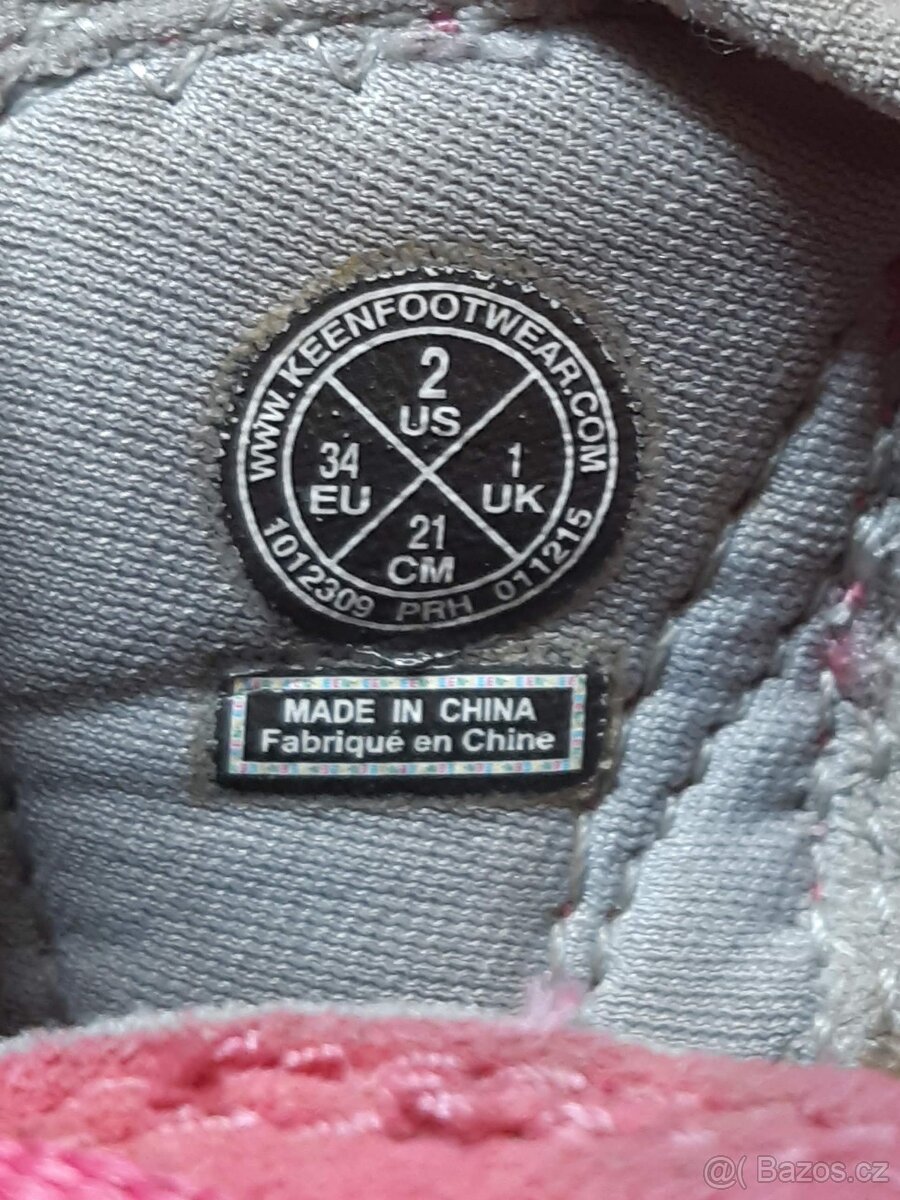 WWW.KEENFOOTWEAR.COM
2
US
34
EU
1
UK
21
CM
1012309 PRH 011215
MADE IN CHINA
Fabriqué en Chine
@( Bazos.cz